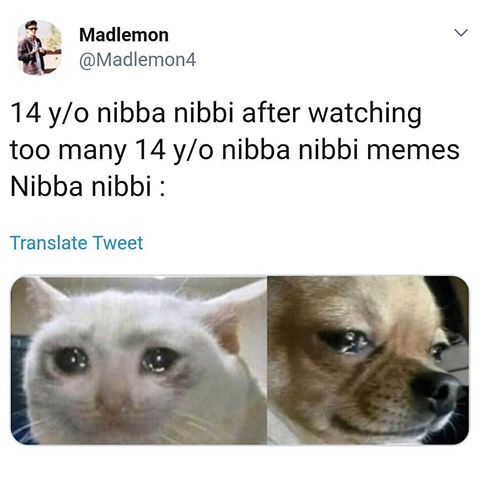 Madlemon
@Madlemon4
14 y/o nibba nibbi after watching
too many 14 y/o nibba nibbi memes
Nibba nibbi :
Translate Tweet